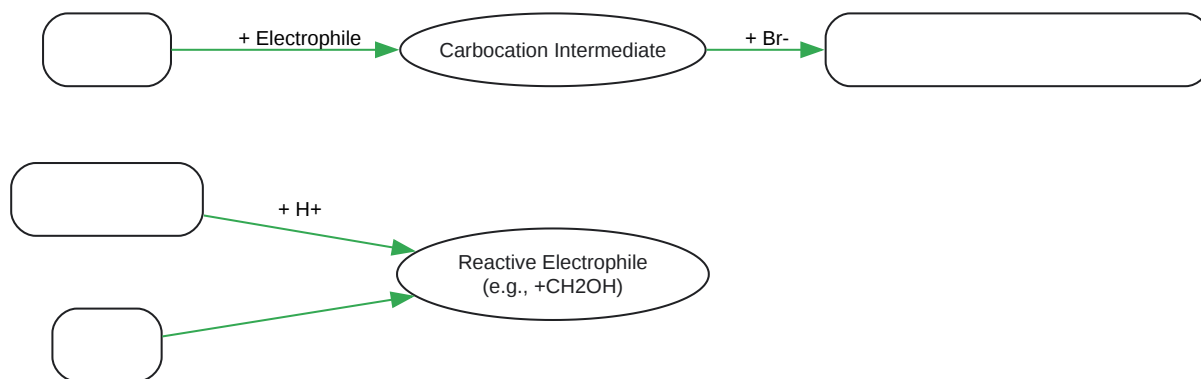 + Electrophile
Carbocation Intermediate
+ Br-
+ H+
Reactive Electrophile
(e.g., +CH2OH)